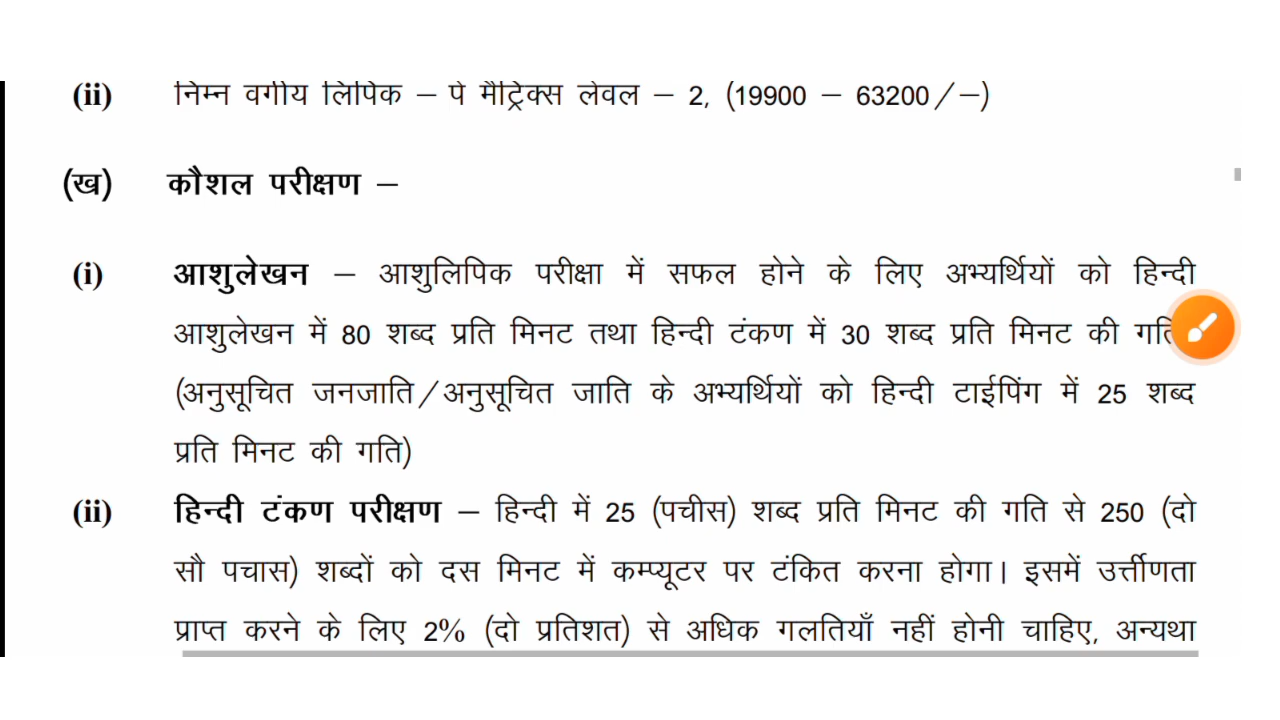 (ii) निम्न वर्गीय लिपिक – पे मैट्रिक्स लेवल – 2, (19900 – 63200/–)
(ख) कौशल परीक्षण –
(i) आशुलेखन – आशुलिपिक परीक्षा में सफल होने के लिए अभ्यर्थियों को हिन्दी
आशुलेखन में 80 शब्द प्रति मिनट तथा हिन्दी टंकण में 30 शब्द प्रति मिनट की गति
(अनुसूचित जनजाति/अनुसूचित जाति के अभ्यर्थियों को हिन्दी टाईपिंग में 25 शब्द
प्रति मिनट की गति)
(ii) हिन्दी टंकण परीक्षण – हिन्दी में 25 (पचीस) शब्द प्रति मिनट की गति से 250 (दो
सौ पचास) शब्दों को दस मिनट में कम्प्यूटर पर टंकित करना होगा। इसमें उर्त्तीणता
प्राप्त करने के लिए 2% (दो प्रतिशत) से अधिक गलतियाँ नहीं होनी चाहिए, अन्यथा